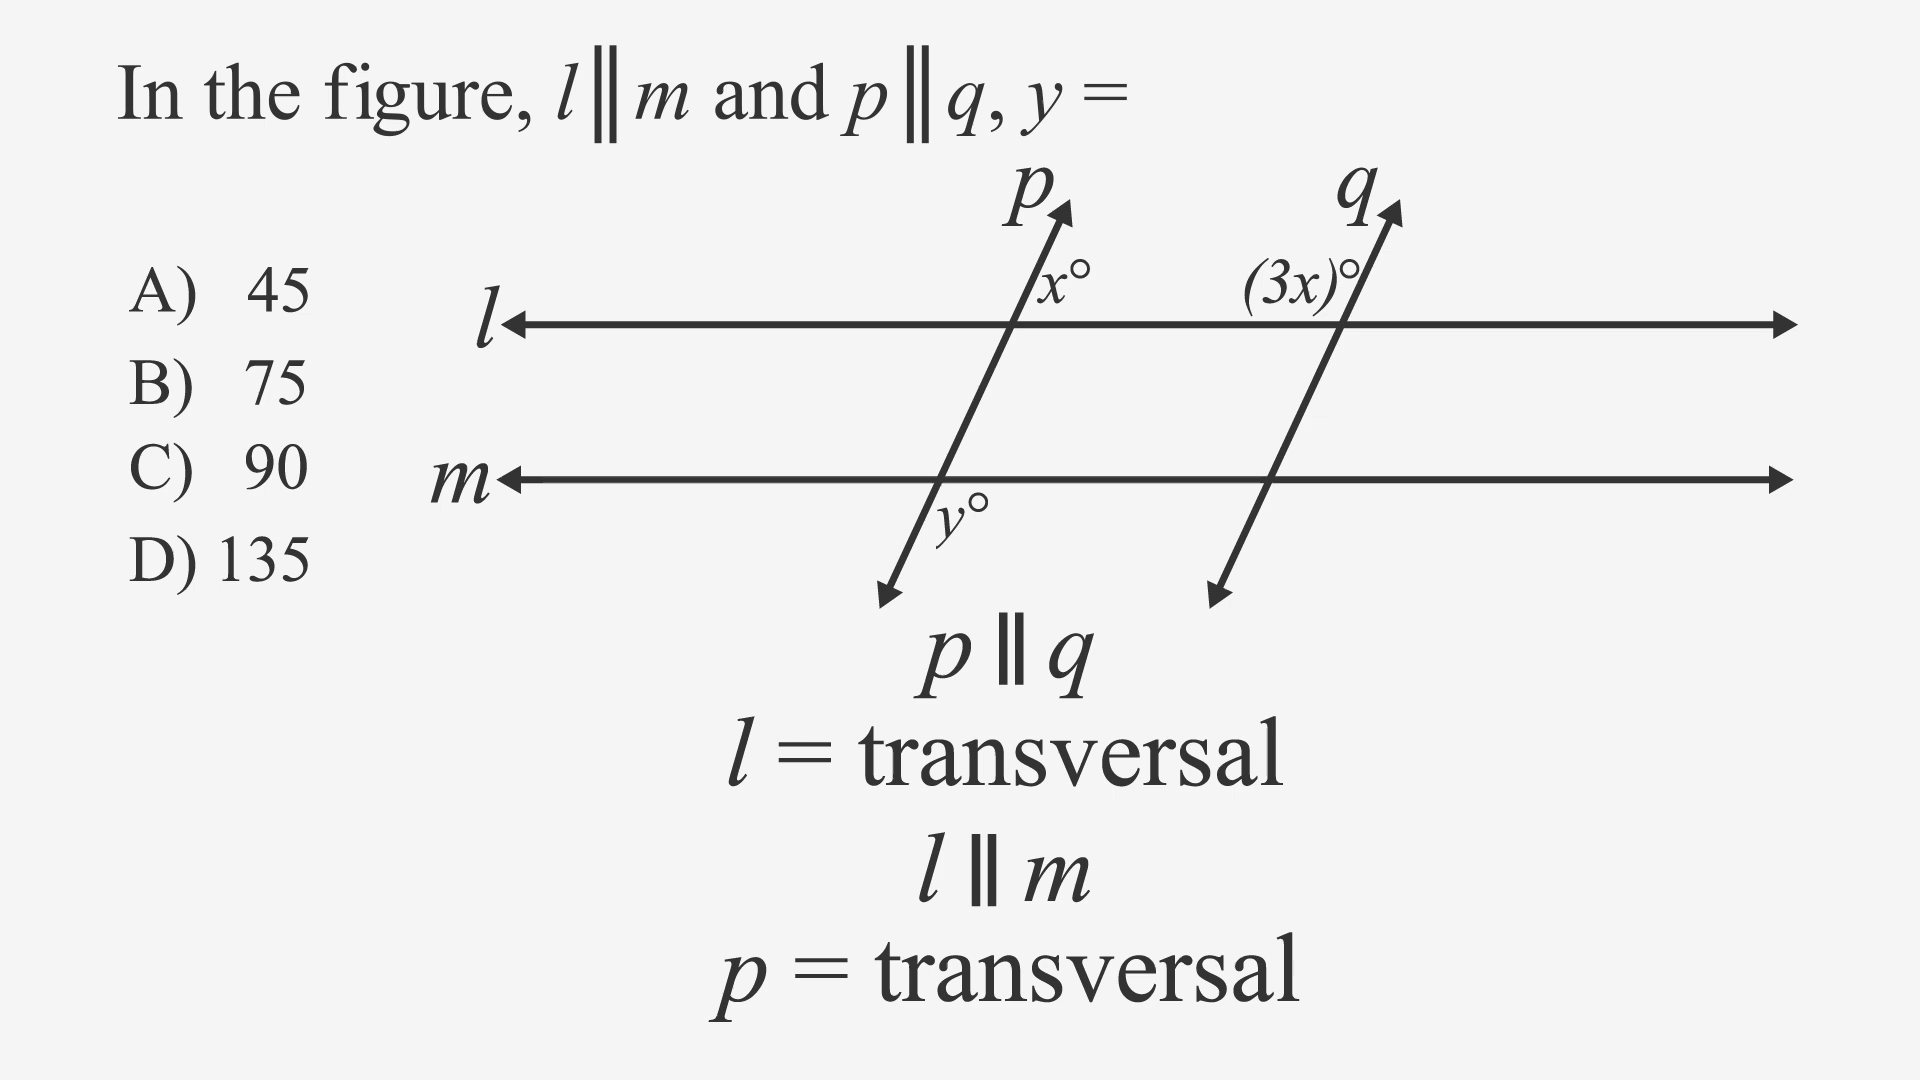 In the figure, l || m and p || q, y =
p
q
x°
(3x)°
A) 45
l
B) 75
C) 90
m
y°
D) 135
p || q
l = transversal
l || m
p = transversal